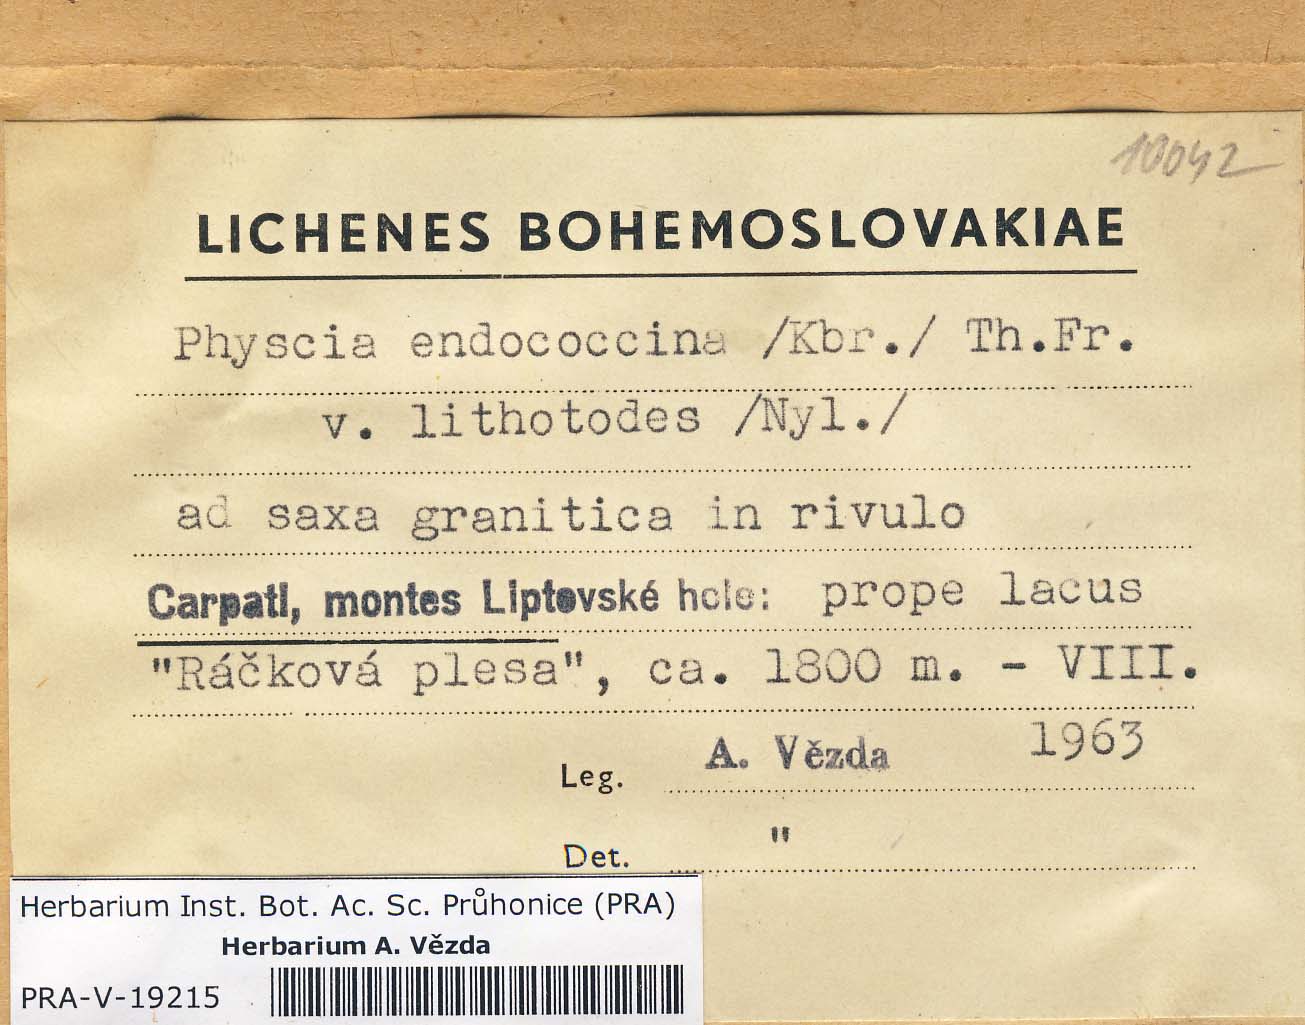 10042
LICHENES BOHEMOSLOVAKIAE
Physcia endococcina /Kbr./ Th.Fr.
v. lithotodes /Nyl./
ad saxa granitica in rivulo
Carpati, montes Liptovské hole: prope lacus
"Ráčková plesa", ca. 1800 m. - VIII.
Leg. A. Vězda 1963
Det. "
Herbarium Inst. Bot. Ac. Sc. Průhonice (PRA)
Herbarium A. Vězda
PRA-V-19215